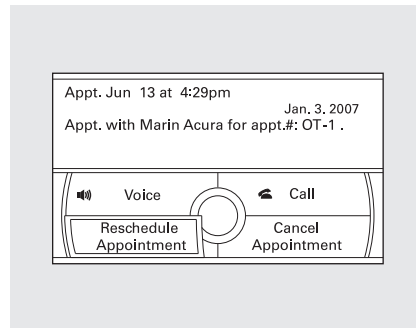 Appt. Jun 13 at 4:29pm
Jan. 3. 2007
Appt. with Marin Acura for appt.#: OT-1 .
Voice
Call
Reschedule
Appointment
Cancel
Appointment